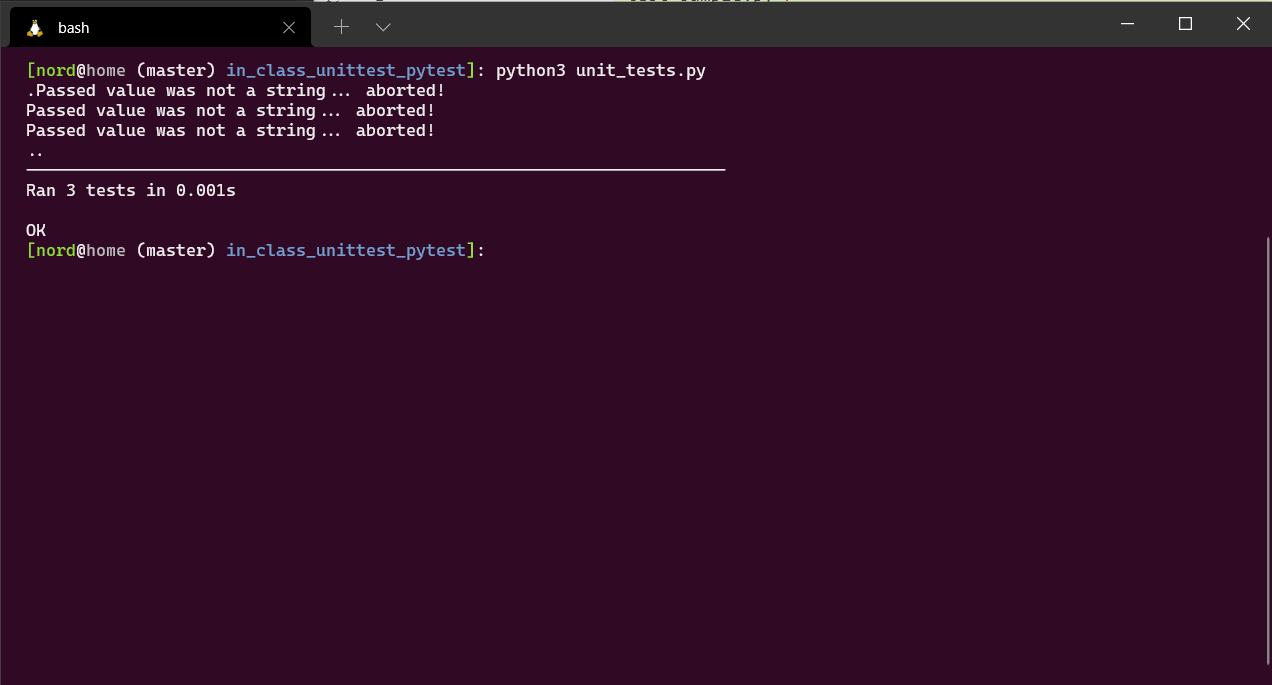 bash
[nord@home (master) in_class_unittest_pytest]: python3 unit_tests.py
.Passed value was not a string... aborted!
Passed value was not a string... aborted!
Passed value was not a string... aborted!
..
----------------------------------------------------------------------
Ran 3 tests in 0.001s
OK
[nord@home (master) in_class_unittest_pytest]: